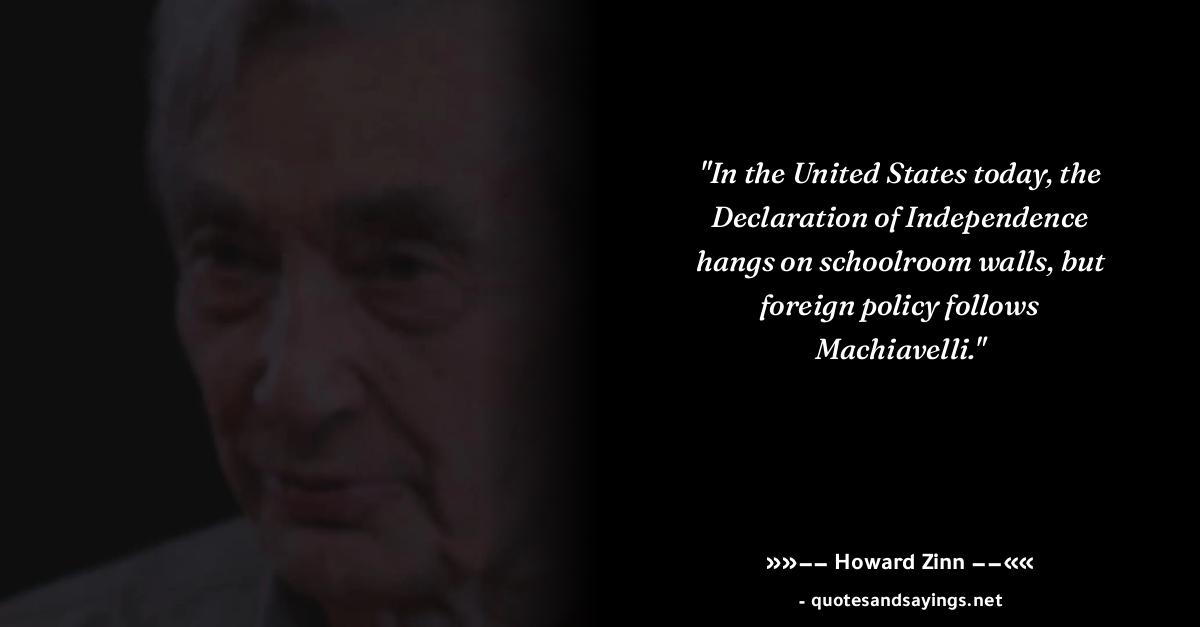 "In the United States today, the
Declaration of Independence
hangs on schoolroom walls, but
foreign policy follows
Machiavelli."
»»−− Howard Zinn −−««
- quotesandsayings.net